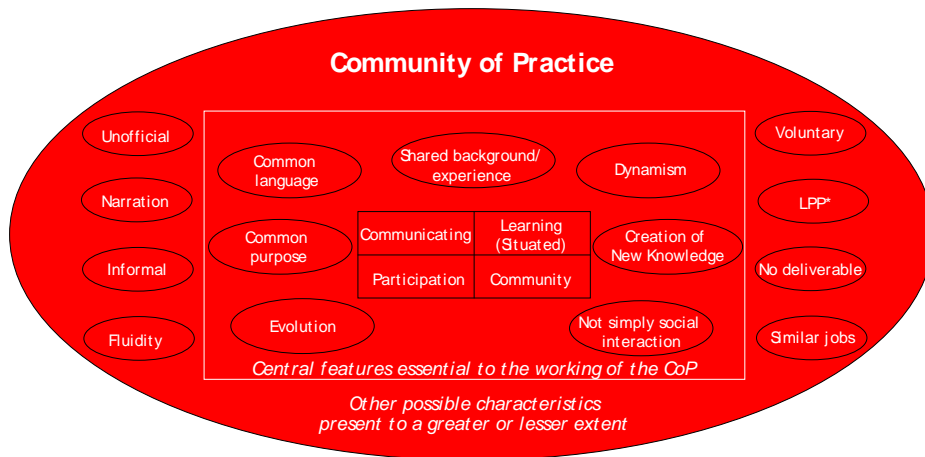 Community of Practice
Unofficial
Narration
Informal
Fluidity
Common
language
Shared background/
experience
Dynamism
Common
purpose
Communicating
Learning
(Situated)
Participation
Community
Creation of
New Knowledge
Evolution
Not simply social
interaction
Central features essential to the working of the CoP
Voluntary
LPP*
No deliverable
Similar jobs
Other possible characteristics
present to a greater or lesser extent